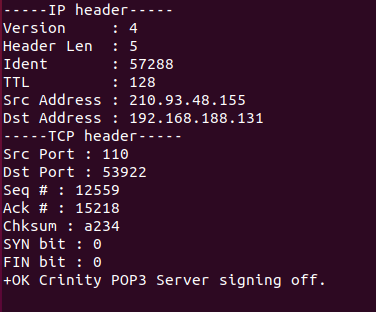 -----IP header-----
Version     : 4
Header Len  : 5
Ident       : 57288
TTL         : 128
Src Address : 210.93.48.155
Dst Address : 192.168.188.131
-----TCP header-----
Src Port : 110
Dst Port : 53922
Seq # : 12559
Ack # : 15218
Chksum : a234
SYN bit : 0
FIN bit : 0
+OK Crinity POP3 Server signing off.